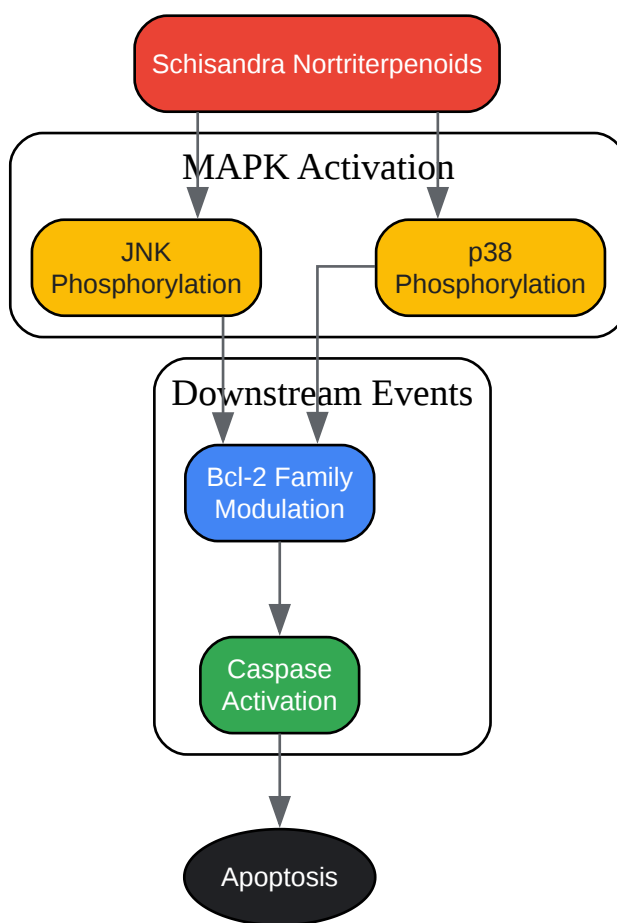 Schisandra Nortriterpenoids
MAPK Activation
JNK
Phosphorylation
p38
Phosphorylation
Downstream Events
Bcl-2 Family
Modulation
Caspase
Activation
Apoptosis